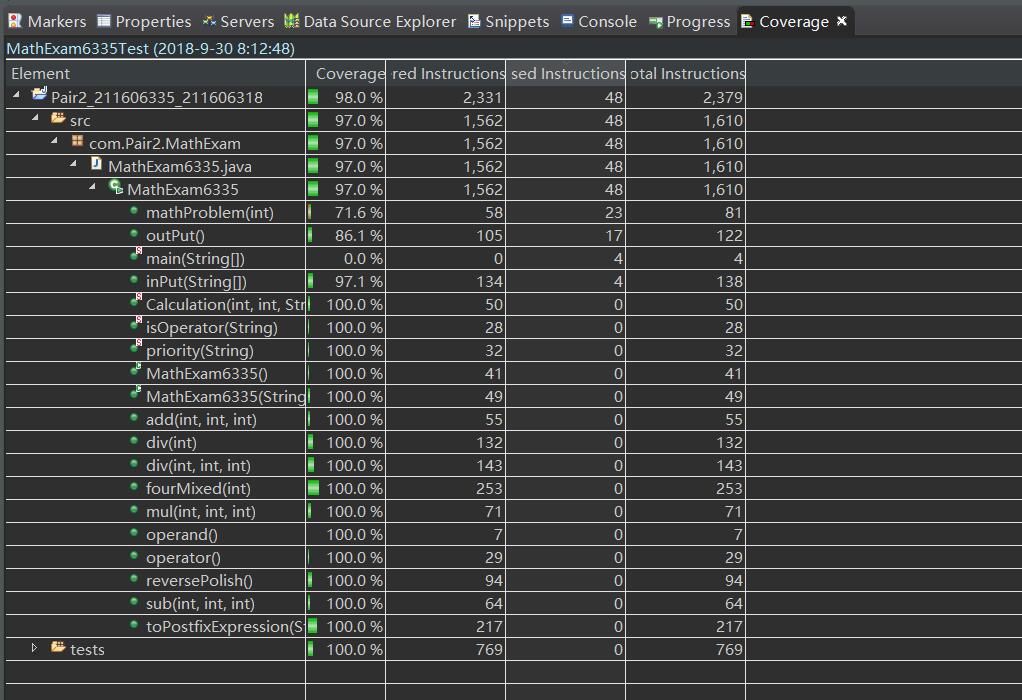 Markers Properties Servers Data Source Explorer Snippets Console Progress Coverage
MathExam6335Test (2018-9-30 8:12:48)
Element Coverage red Instructions sed Instructions otal Instructions
Pair2_211606335_211606318 98.0 % 2,331 48 2,379
src 97.0 % 1,562 48 1,610
com.Pair2.MathExam 97.0 % 1,562 48 1,610
MathExam6335.java 97.0 % 1,562 48 1,610
MathExam6335 97.0 % 1,562 48 1,610
mathProblem(int) 71.6 % 58 23 81
outPut() 86.1 % 105 17 122
main(String[]) 0.0 % 0 4 4
inPut(String[]) 97.1 % 134 4 138
Calculation(int, int, Str 100.0 % 50 0 50
isOperator(String) 100.0 % 28 0 28
priority(String) 100.0 % 32 0 32
MathExam6335() 100.0 % 41 0 41
MathExam6335(String 100.0 % 49 0 49
add(int, int, int) 100.0 % 55 0 55
div(int) 100.0 % 132 0 132
div(int, int, int) 100.0 % 143 0 143
fourMixed(int) 100.0 % 253 0 253
mul(int, int, int) 100.0 % 71 0 71
operand() 100.0 % 7 0 7
operator() 100.0 % 29 0 29
reversePolish() 100.0 % 94 0 94
sub(int, int, int) 100.0 % 64 0 64
toPostfixExpression(S 100.0 % 217 0 217
tests 100.0 % 769 0 769